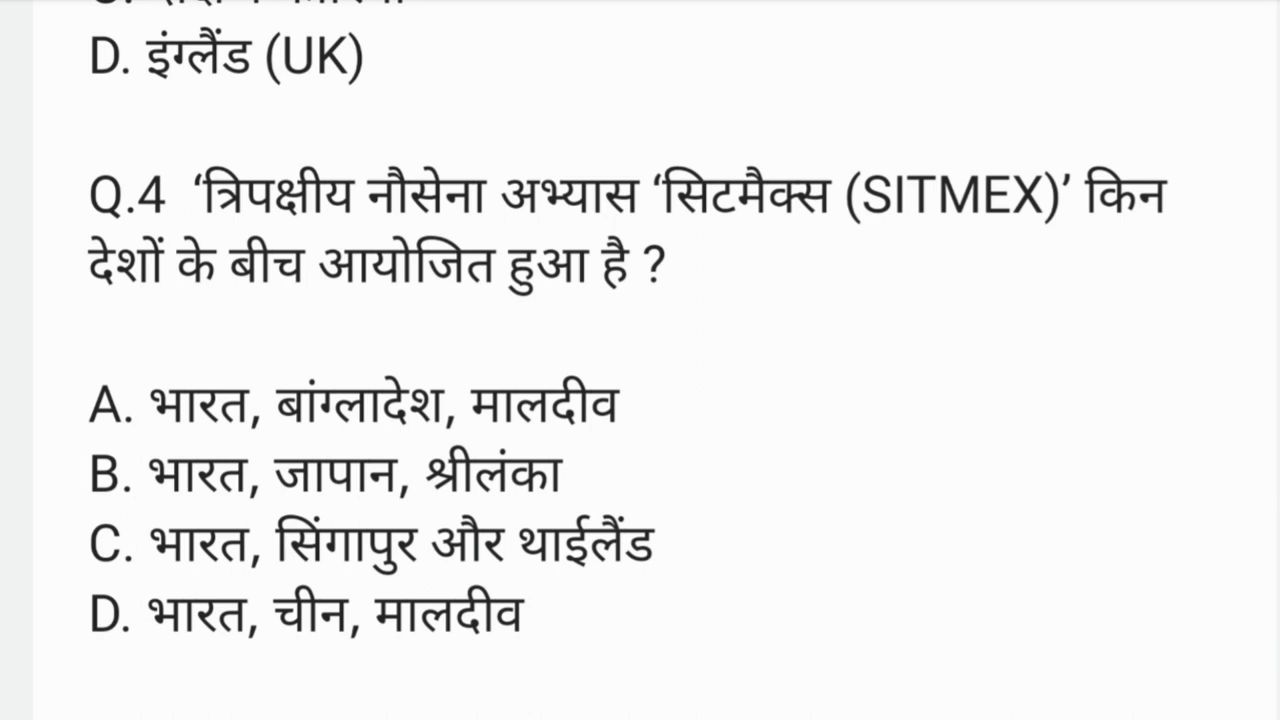 D. इंग्लैंड (UK)
Q.4 ‘त्रिपक्षीय नौसेना अभ्यास ‘सिटमैक्स (SITMEX)’ किन
देशों के बीच आयोजित हुआ है ?
A. भारत, बांग्लादेश, मालदीव
B. भारत, जापान, श्रीलंका
C. भारत, सिंगापुर और थाईलैंड
D. भारत, चीन, मालदीव